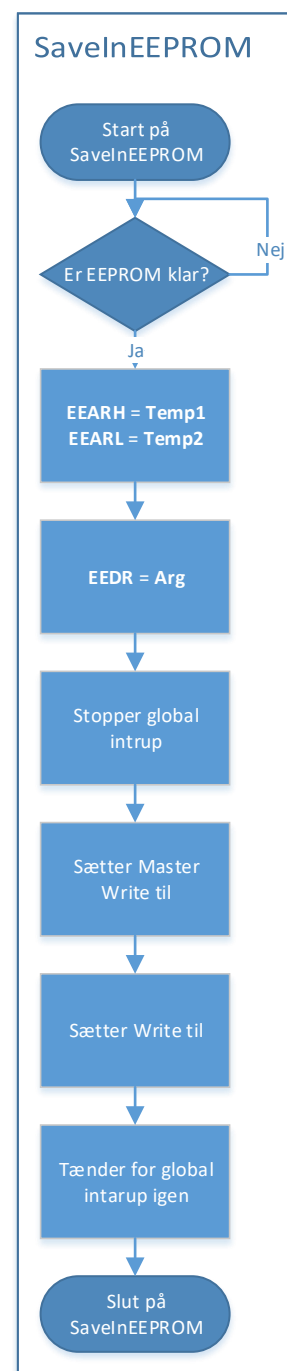 SaveInEEPROM
Start på
SaveInEEPROM
Nej
Er EEPROM klar?
Ja
EEARH = Temp1
EEARL = Temp2
EEDR = Arg
Stopper global
intrup
Sætter Master
Write til
Sætter Write til
Tænder for global
intarup igen
Slut på
SaveInEEPROM